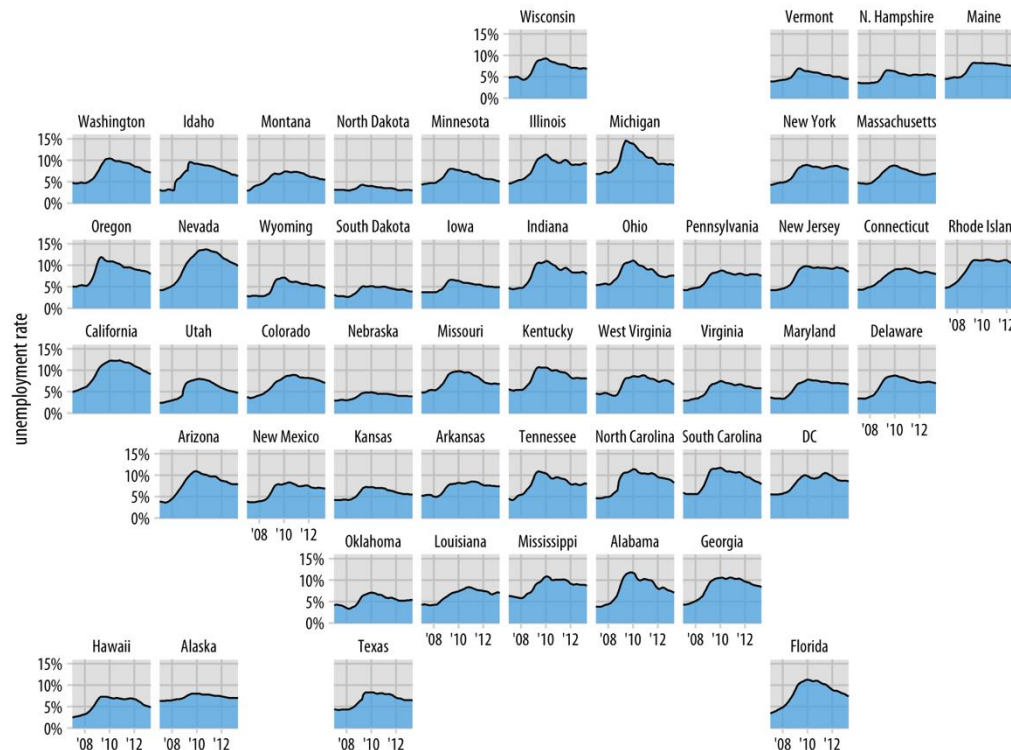 Wisconsin Vermont N. Hampshire Maine
15%
10%
5%
0%
Washington Idaho Montana North Dakota Minnesota Illinois Michigan New York Massachusetts
15%
10%
5%
0%
Oregon Nevada Wyoming South Dakota Iowa Indiana Ohio Pennsylvania New Jersey Connecticut Rhode Islan
15%
10%
5%
0%
'08 '10 '12
California Utah Colorado Nebraska Missouri Kentucky West Virginia Virginia Maryland Delaware
15%
10%
5%
0%
'08 '10 '12
unemployment rate
Arizona New Mexico Kansas Arkansas Tennessee North Carolina South Carolina DC
15%
10%
5%
0%
'08 '10 '12 '08 '10 '12
Oklahoma Louisiana Mississippi Alabama Georgia
15%
10%
5%
0%
'08 '10 '12 '08 '10 '12 '08 '10 '12 '08 '10 '12
Hawaii Alaska Texas Florida
15%
10%
5%
0%
'08 '10 '12 '08 '10 '12 '08 '10 '12 '08 '10 '12